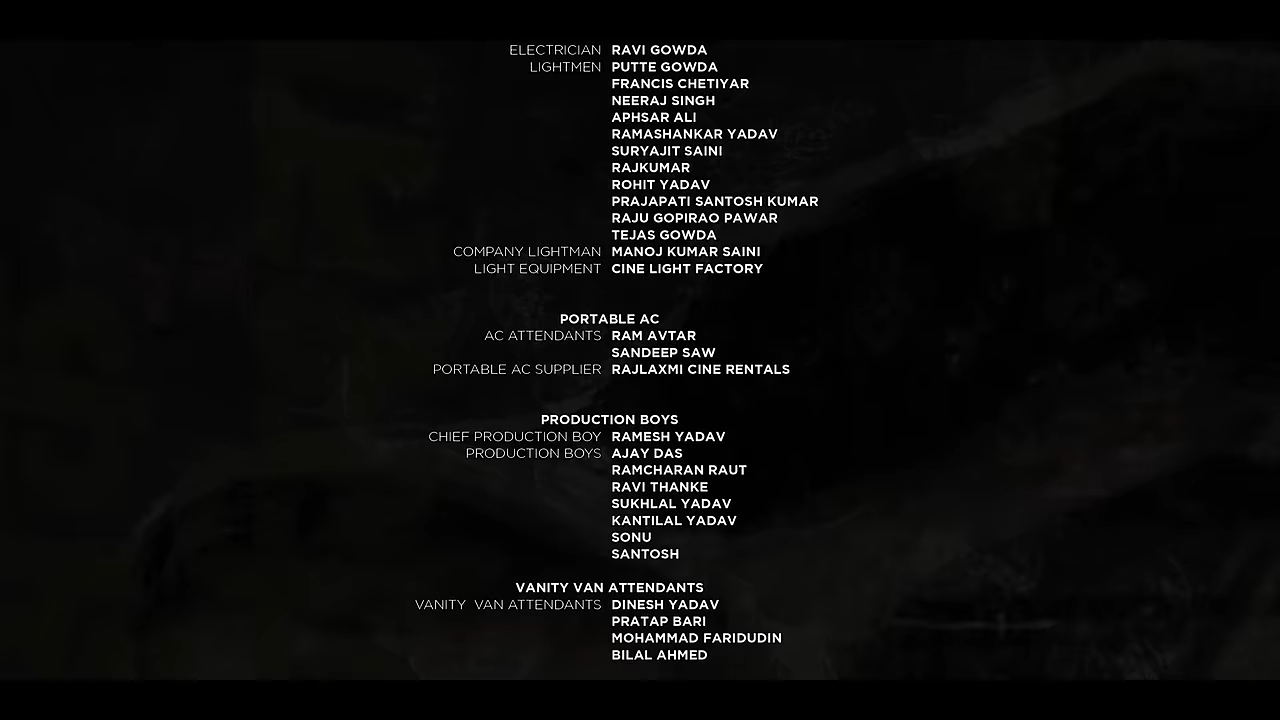 ELECTRICIAN RAVI GOWDA
LIGHTMEN PUTTE GOWDA
FRANCIS CHETIYAR
NEERAJ SINGH
APHSAR ALI
RAMASHANKAR YADAV
SURYAJIT SAINI
RAJKUMAR
ROHIT YADAV
PRAJAPATI SANTOSH KUMAR
RAJU GOPIRAO PAWAR
TEJAS GOWDA
COMPANY LIGHTMAN MANOJ KUMAR SAINI
LIGHT EQUIPMENT CINE LIGHT FACTORY
PORTABLE AC
AC ATTENDANTS RAM AVTAR
SANDEEP SAW
PORTABLE AC SUPPLIER RAJLAXMI CINE RENTALS
PRODUCTION BOYS
CHIEF PRODUCTION BOY RAMESH YADAV
PRODUCTION BOYS AJAY DAS
RAMCHARAN RAUT
RAVI THANKE
SUKHLAL YADAV
KANTILAL YADAV
SONU
SANTOSH
VANITY VAN ATTENDANTS
VANITY VAN ATTENDANTS DINESH YADAV
PRATAP BARI
MOHAMMAD FARIDUDIN
BILAL AHMED